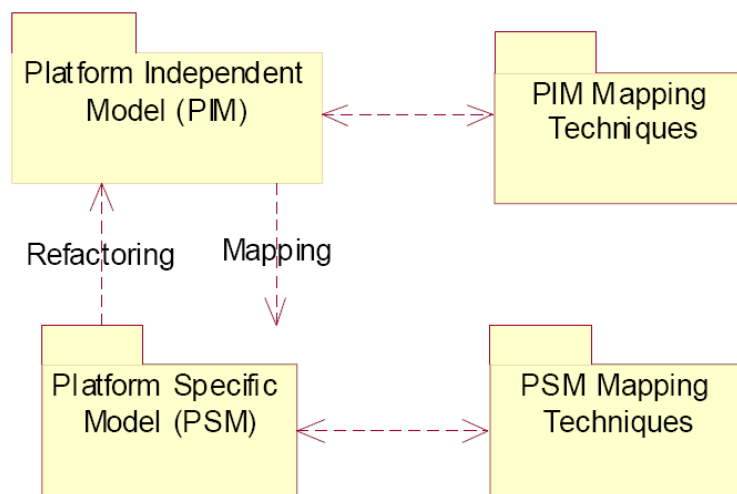 Platform Independent
Model (PIM)
PIM Mapping
Techniques
Refactoring
Mapping
Platform Specific
Model (PSM)
PSM Mapping
Techniques